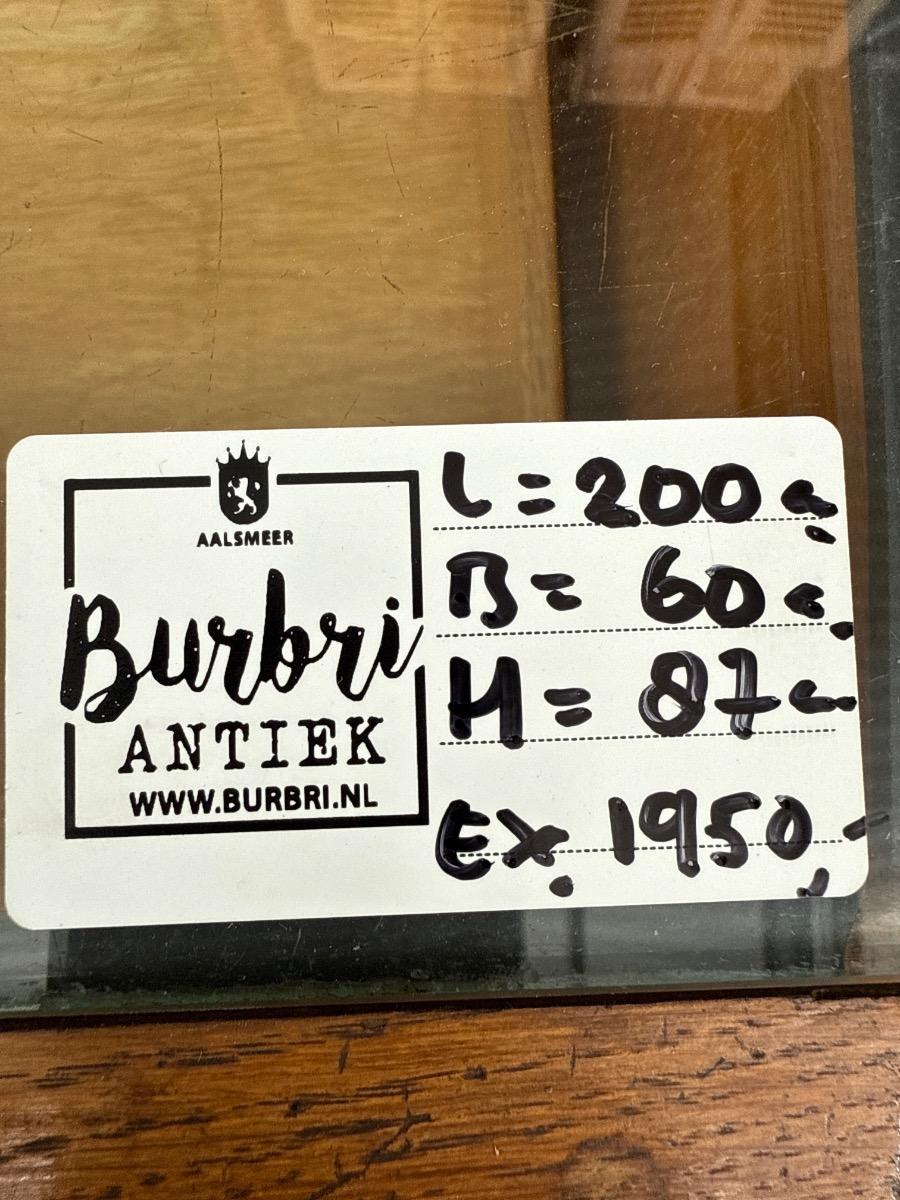 AALSMEER
Burbri
ANTIEK
WWW.BURBRI.NL
L = 200 c.
B = 60 c.
H = 87 c.
Ex. 1950,-